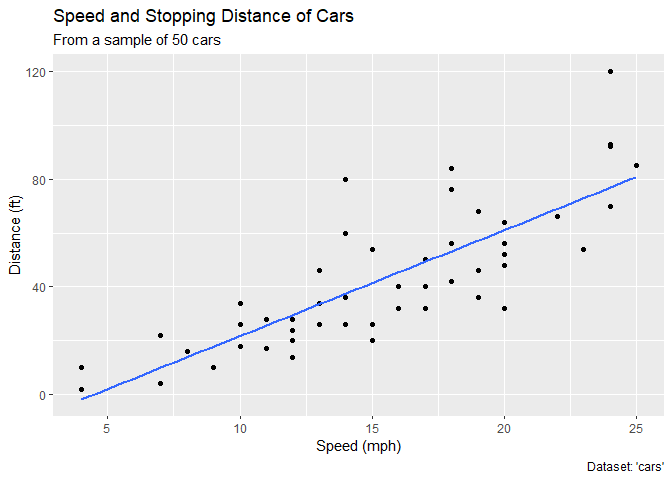 Speed and Stopping Distance of Cars
From a sample of 50 cars
120
80
40
0
Distance (ft)
5 10 15 20 25
Speed (mph)
Dataset: 'cars'